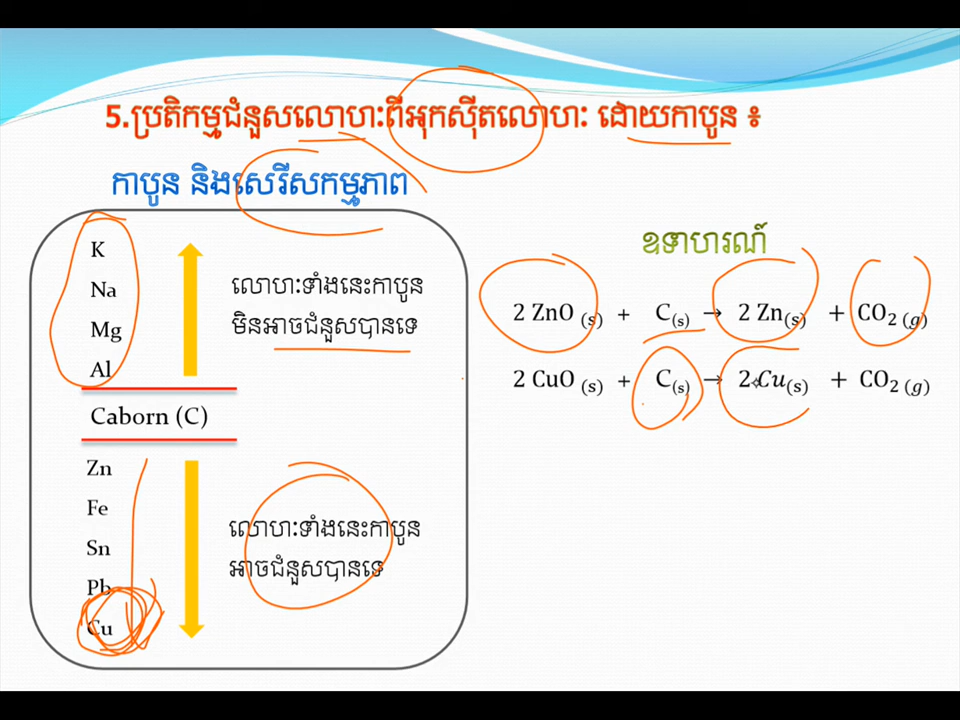 5.ប្រតិកម្មជំនួសលោហៈពីអុកស៊ីតលោហៈ ដោយកាបូន ៖
កាបូន និងសេរីសកម្មភាព
K
Na
Mg
Al
លោហៈទាំងនេះកាបូន
មិនអាចជំនួសបានទេ
Caborn (C)
Zn
Fe
Sn
Pb
Cu
លោហៈទាំងនេះកាបូន
អាចជំនួសបានទេ
ឧទាហរណ៍
2 ZnO (s) + C(s) → 2 Zn(s) + CO2 (g)
2 CuO (s) + C(s) → 2 Cu(s) + CO2 (g)